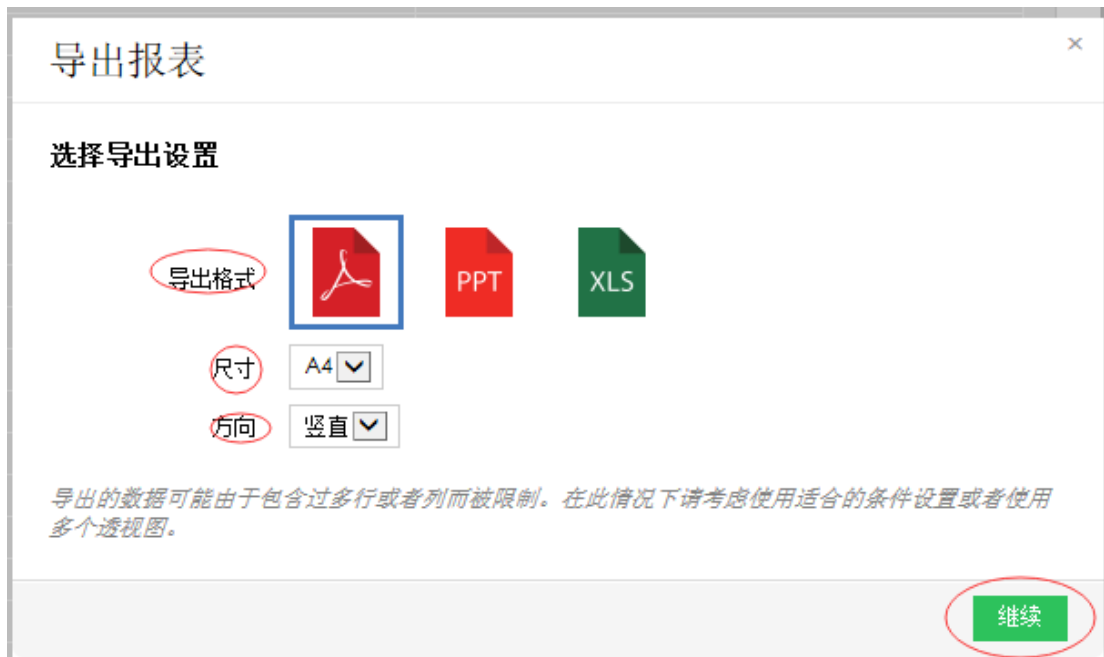 导出报表
×
选择导出设置
导出格式
PPT
XLS
尺寸
A4
方向
竖直
导出的数据可能由于包含过多行或者列而被限制。在此情况下请考虑使用适合的条件设置或者使用
多个透视图。
继续